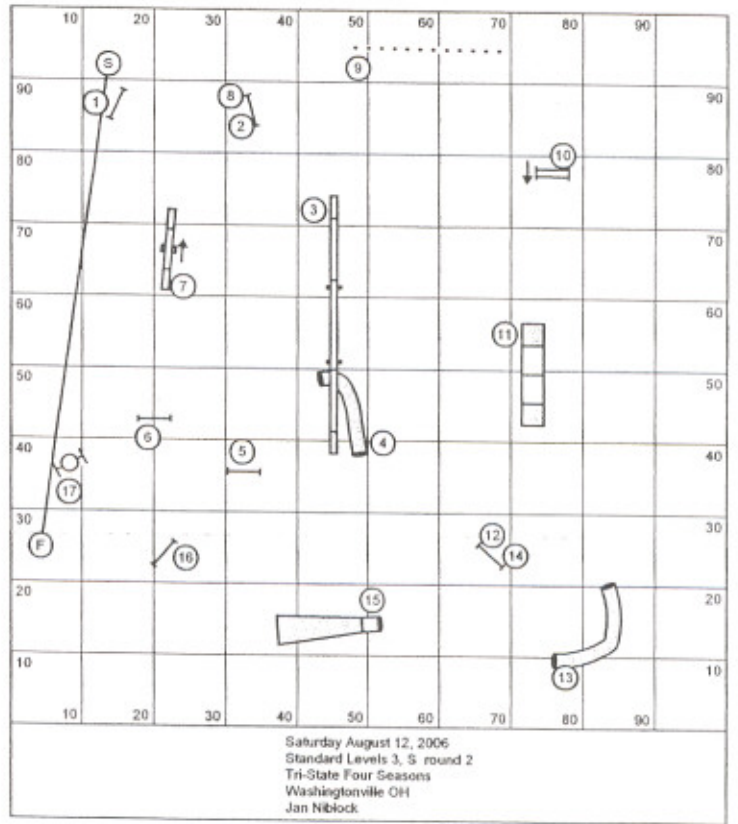 10 20 30 40 50 60 70 80 90
S
9
90 1 8 90
2
80 10 80
3
70 70
7
60 60
11
50 50
6 5 4
40 40
17
30 30
F 16 12 14
20 15 20
10 13 10
10 20 30 40 50 60 70 80 90
Saturday August 12, 2006
Standard Levels 3, S round 2
Tri-State Four Seasons
Washingtonville OH
Jan Niblock